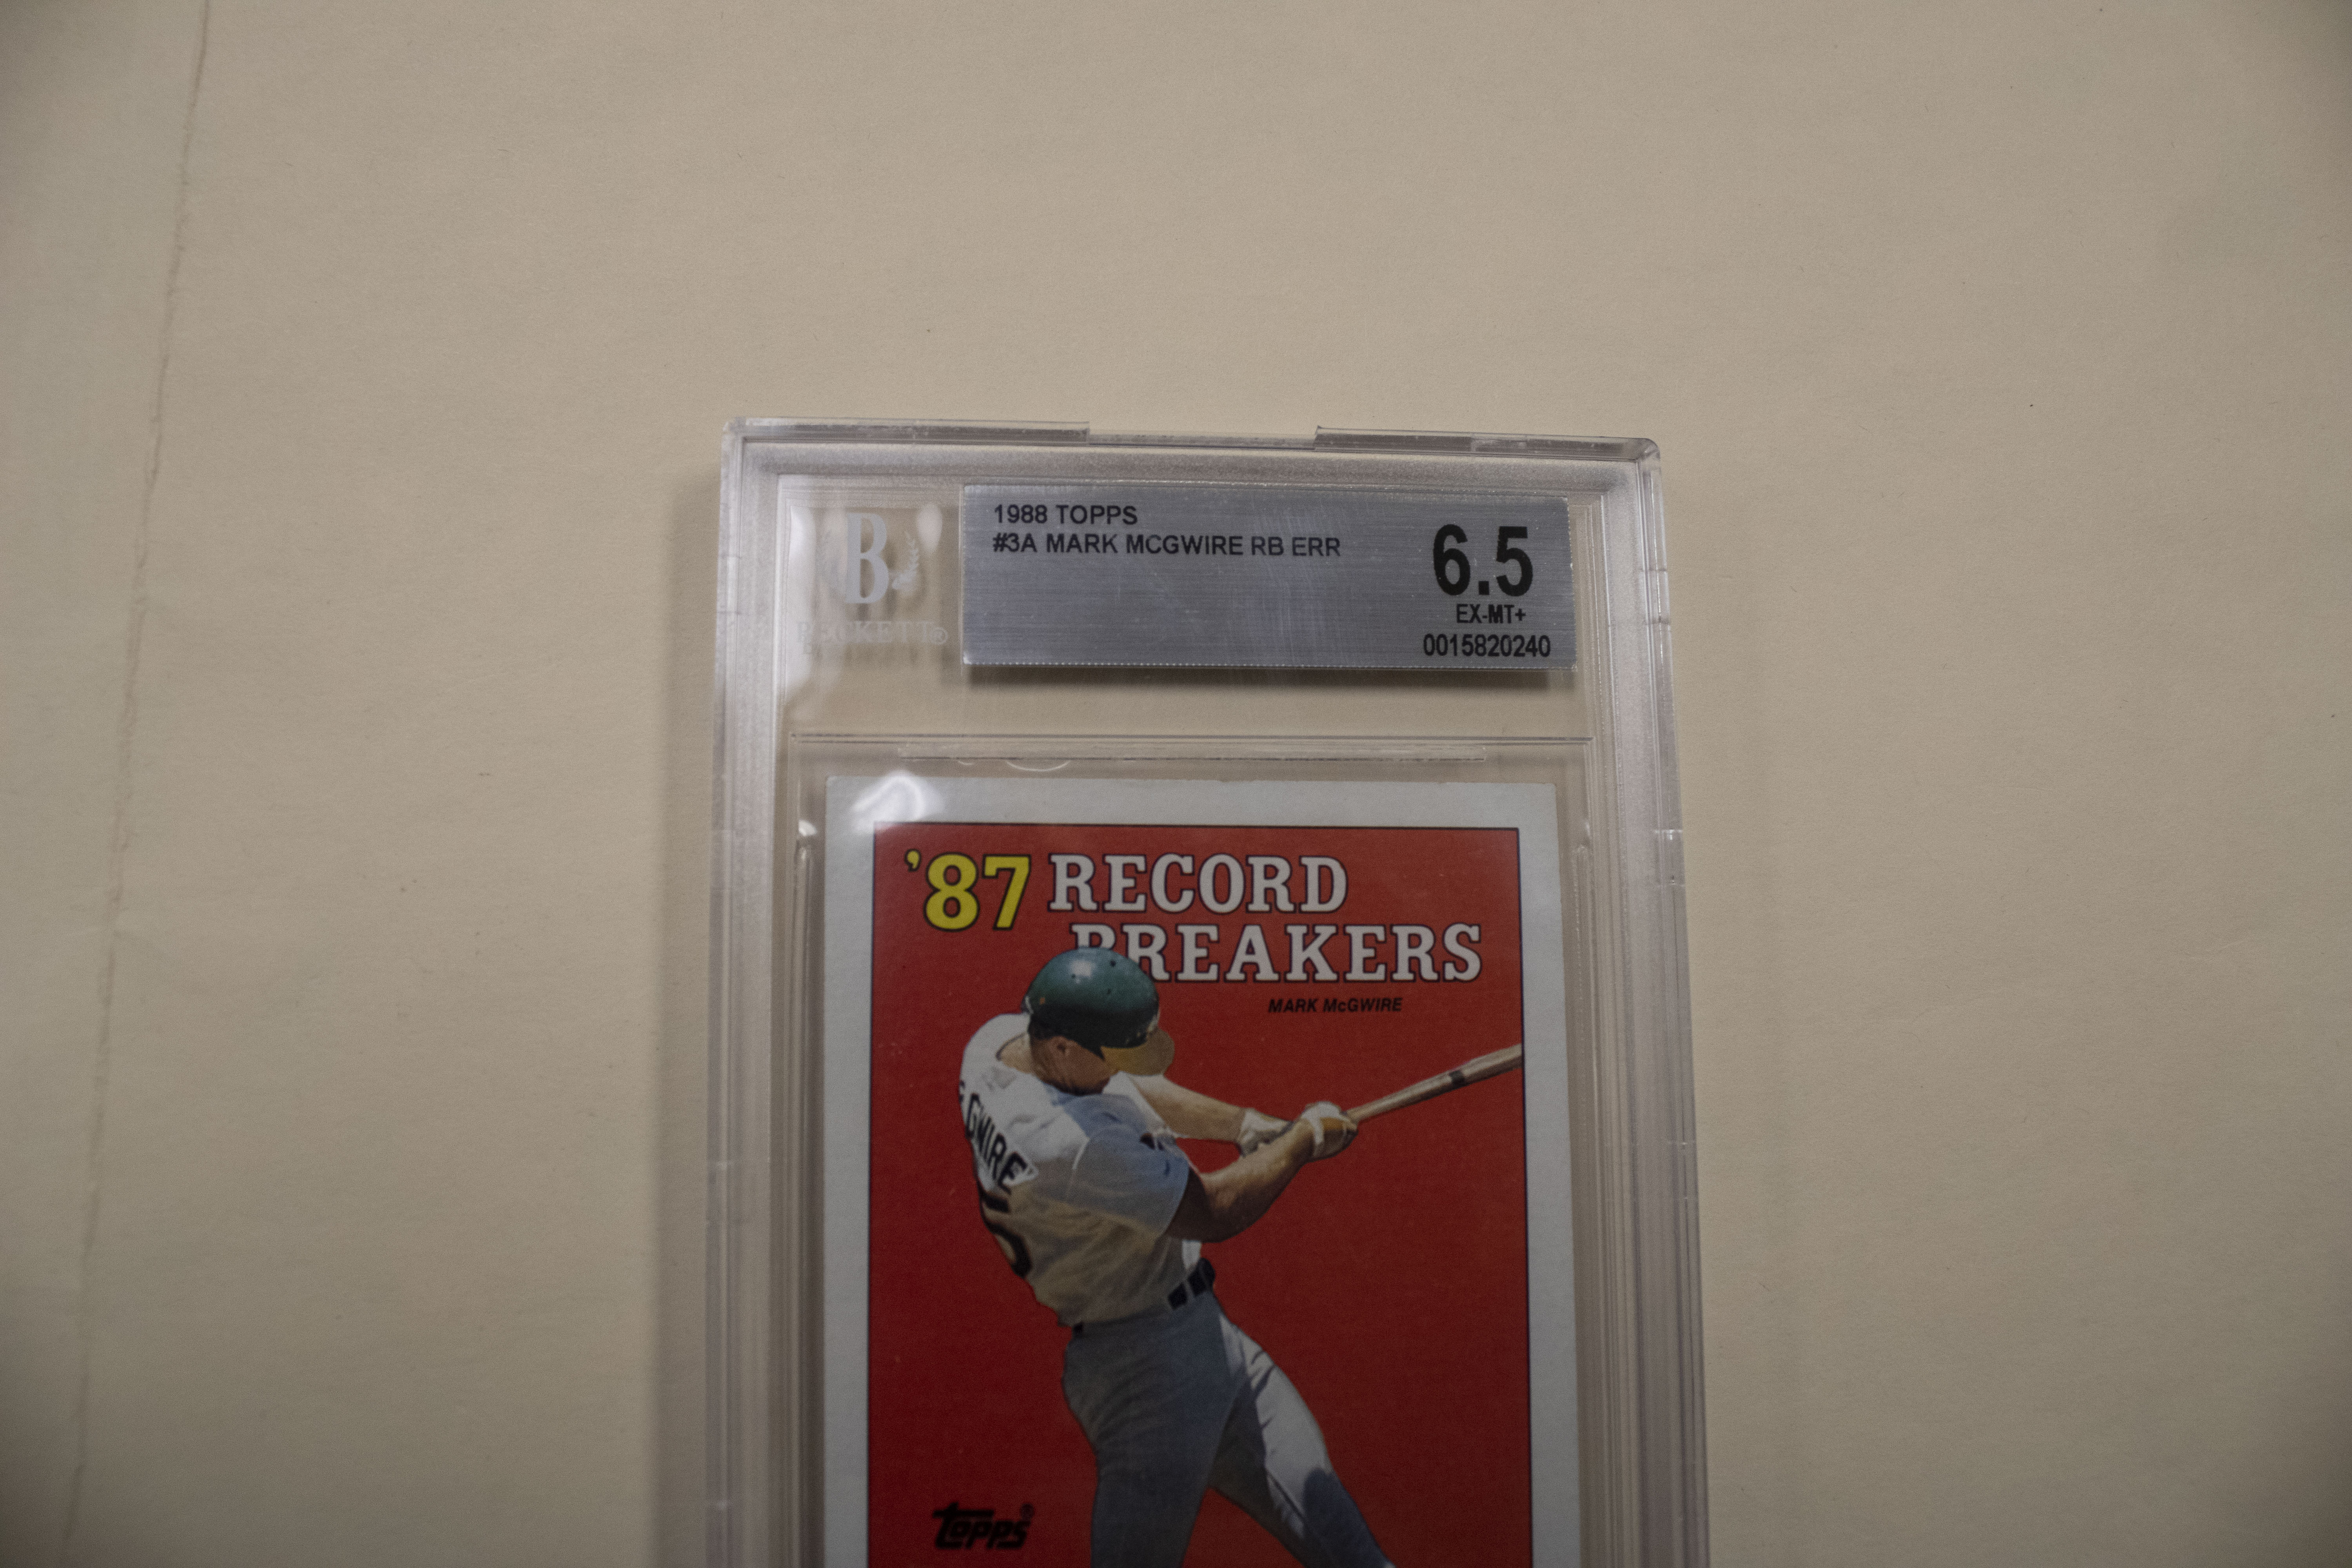 B
BECKETT®
1988 TOPPS
#3A MARK MCGWIRE RB ERR
6.5
EX-MT+
0015820240
'87 RECORD
BREAKERS
MARK McGWIRE
GWIRE
topps®